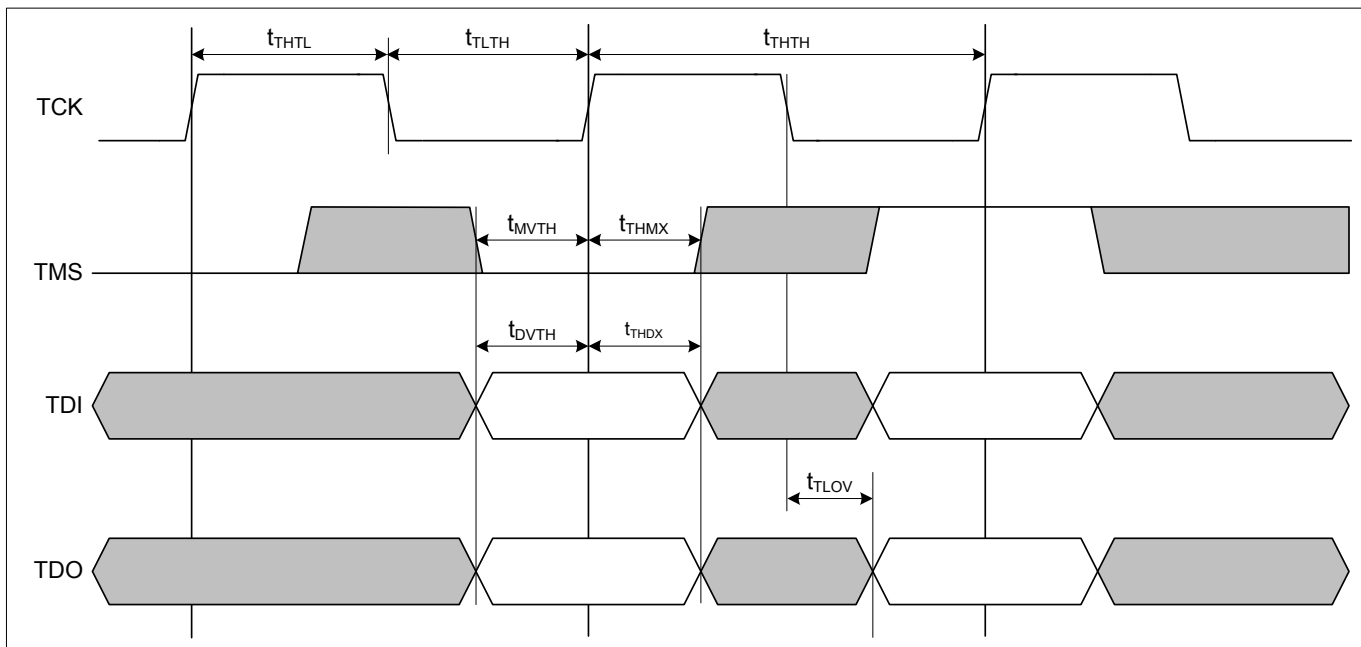 tTHTL tTLTH tTHTH
TCK
tMVTH tTHMX
TMS
tDVTH tTHDX
TDI
tTLOV
TDO